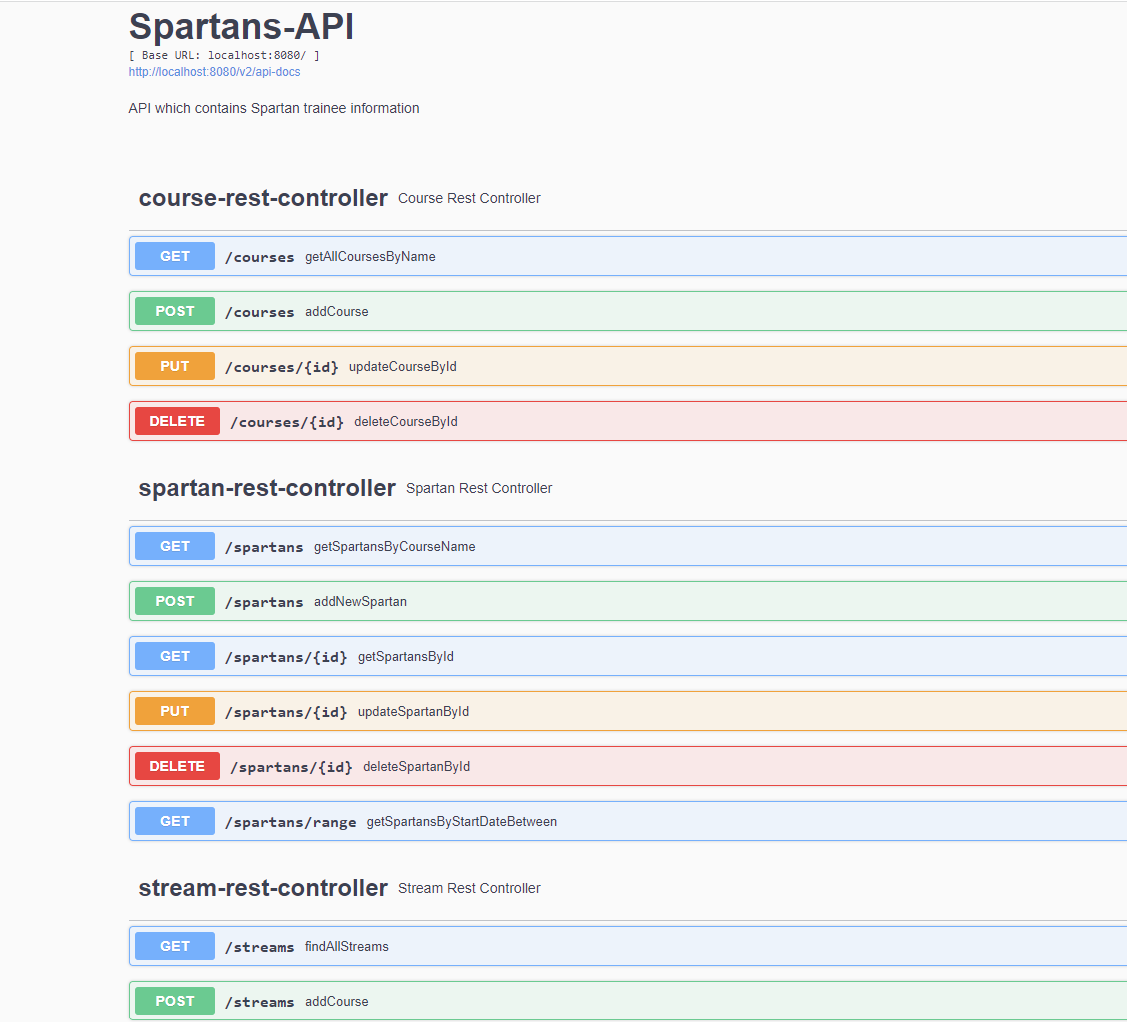 Spartans-API
[ Base URL: localhost:8080/ ]
http://localhost:8080/v2/api-docs
API which contains Spartan trainee information
course-rest-controller Course Rest Controller
GET /courses getAllCoursesByName
POST /courses addCourse
PUT /courses/{id} updateCourseById
DELETE /courses/{id} deleteCourseById
spartan-rest-controller Spartan Rest Controller
GET /spartans getSpartansByCourseName
POST /spartans addNewSpartan
GET /spartans/{id} getSpartansById
PUT /spartans/{id} updateSpartanById
DELETE /spartans/{id} deleteSpartanById
GET /spartans/range getSpartansByStartDateBetween
stream-rest-controller Stream Rest Controller
GET /streams findAllStreams
POST /streams addCourse